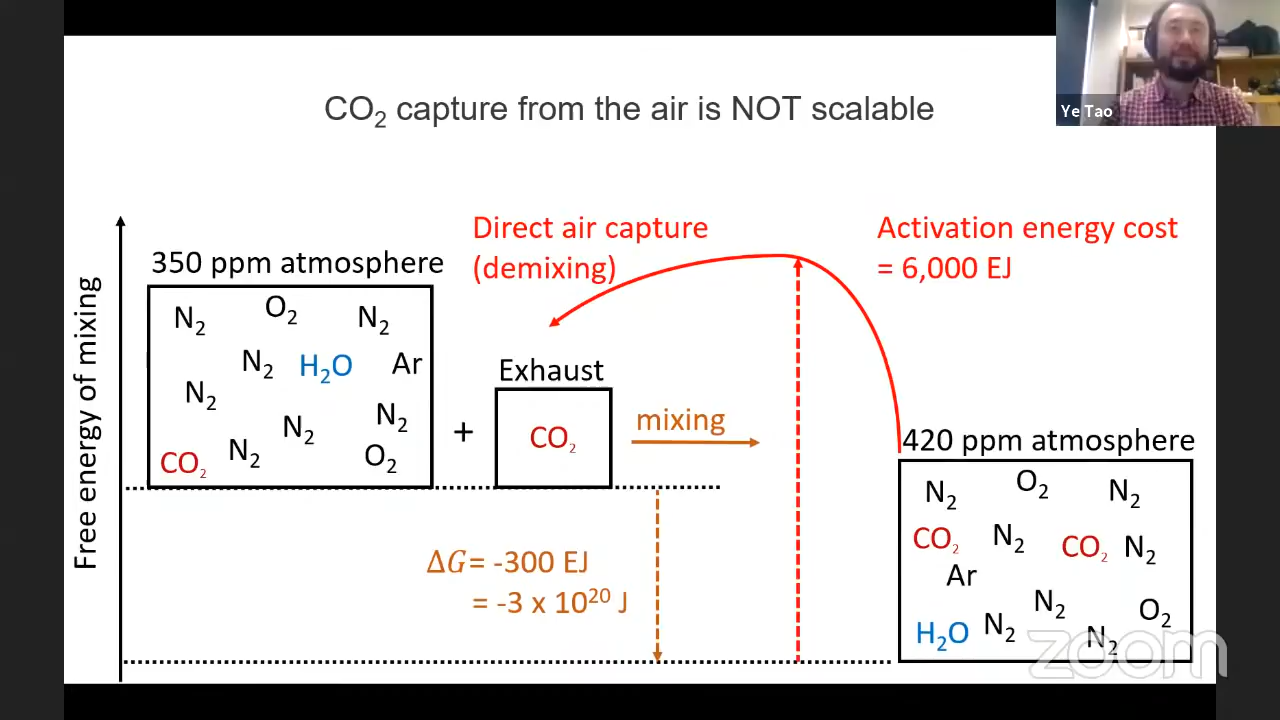 CO₂ capture from the air is NOT scalable
Ye Tao
Free energy of mixing
350 ppm atmosphere
N₂ O₂ N₂
N₂ H₂O Ar
N₂
N₂ N₂
CO₂ N₂ O₂
+
Exhaust
CO₂
mixing
Direct air capture
(demixing)
Activation energy cost
= 6,000 EJ
ΔG = -300 EJ
= -3 x 10²⁰ J
420 ppm atmosphere
N₂ O₂ N₂
CO₂ N₂ CO₂ N₂
Ar
N₂ O₂
H₂O N₂ N₂
zoom